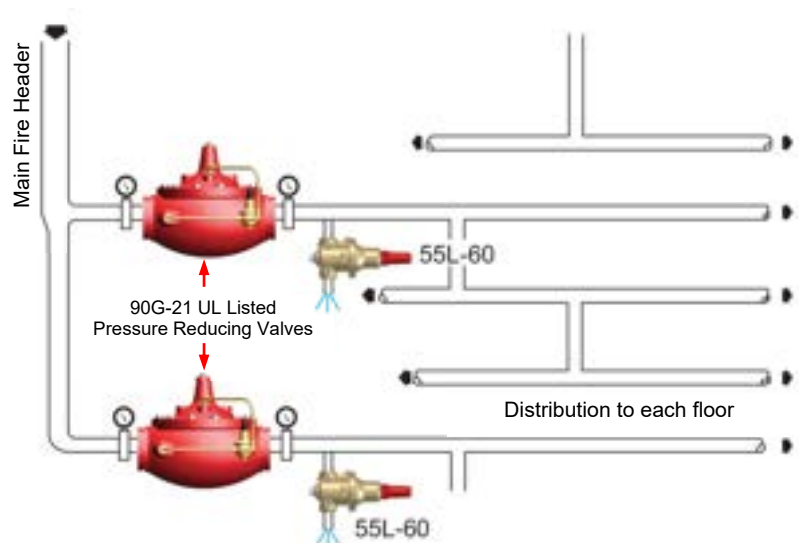 Main Fire Header
55L-60
90G-21 UL Listed
Pressure Reducing Valves
Distribution to each floor
55L-60